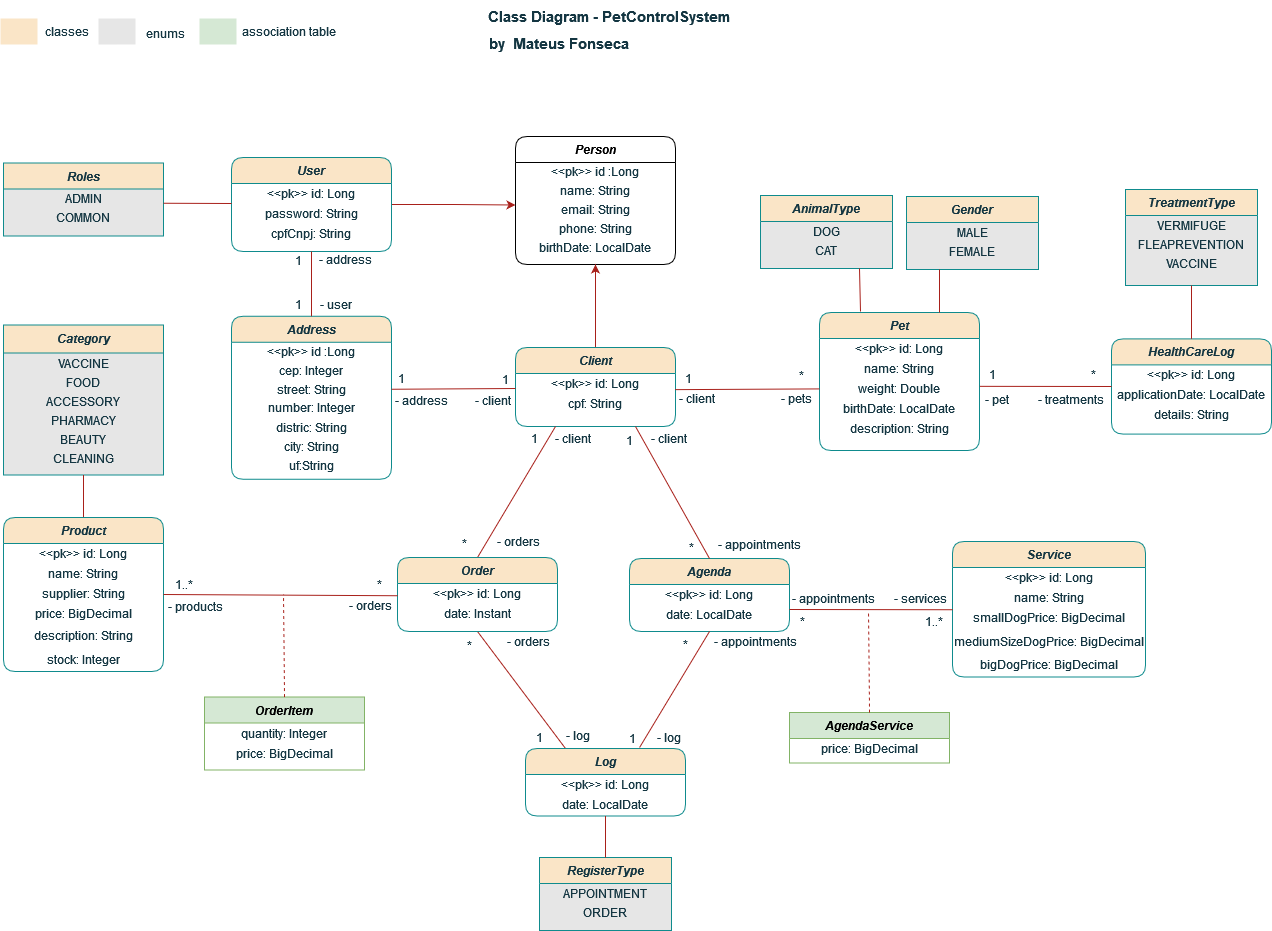 Class Diagram - PetControlSystem
by Mateus Fonseca
classes
enums
association table
Roles
ADMIN
COMMON
User
<<pk>> id: Long
password: String
cpfCnpj: String
Person
<<pk>> id :Long
name: String
email: String
phone: String
birthDate: LocalDate
AnimalType
DOG
CAT
Gender
MALE
FEMALE
TreatmentType
VERMIFUGE
FLEAPREVENTION
VACCINE
1
- address
1
- user
Category
VACCINE
FOOD
ACCESSORY
PHARMACY
BEAUTY
CLEANING
Address
<<pk>> id :Long
cep: Integer
street: String
number: Integer
distric: String
city: String
uf:String
1
- address
1
- client
Client
<<pk>> id: Long
cpf: String
1
- client
*
- pets
Pet
<<pk>> id: Long
name: String
weight: Double
birthDate: LocalDate
description: String
1
- pet
*
- treatments
HealthCareLog
<<pk>> id: Long
applicationDate: LocalDate
details: String
1
- client
1
- client
*
- orders
*
- appointments
Product
<<pk>> id: Long
name: String
supplier: String
price: BigDecimal
description: String
stock: Integer
1..*
- products
*
- orders
Order
<<pk>> id: Long
date: Instant
Agenda
<<pk>> id: Long
date: LocalDate
- appointments
*
- services
1..*
Service
<<pk>> id: Long
name: String
smallDogPrice: BigDecimal
mediumSizeDogPrice: BigDecimal
bigDogPrice: BigDecimal
*
- orders
*
- appointments
OrderItem
quantity: Integer
price: BigDecimal
AgendaService
price: BigDecimal
1
- log
1
- log
Log
<<pk>> id: Long
date: LocalDate
RegisterType
APPOINTMENT
ORDER